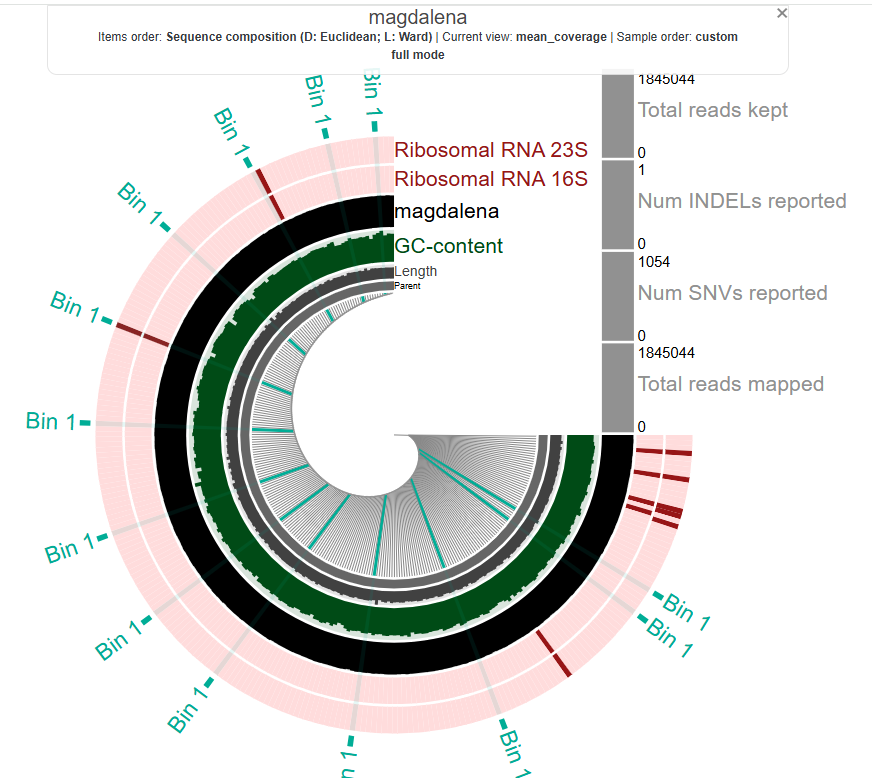 magdalena
Items order: Sequence composition (D: Euclidean; L: Ward) | Current view: mean_coverage | Sample order: custom
full mode
1845044
Total reads kept
0
1
Num INDELs reported
0
1054
Num SNVs reported
0
1845044
Total reads mapped
0
Ribosomal RNA 23S
Ribosomal RNA 16S
magdalena
GC-content
Length
Parent
Bin 1
Bin 1
Bin 1
Bin 1
Bin 1
Bin 1
Bin 1
Bin 1
Bin 1
n 1
Bin 1
Bin 1
Bin 1